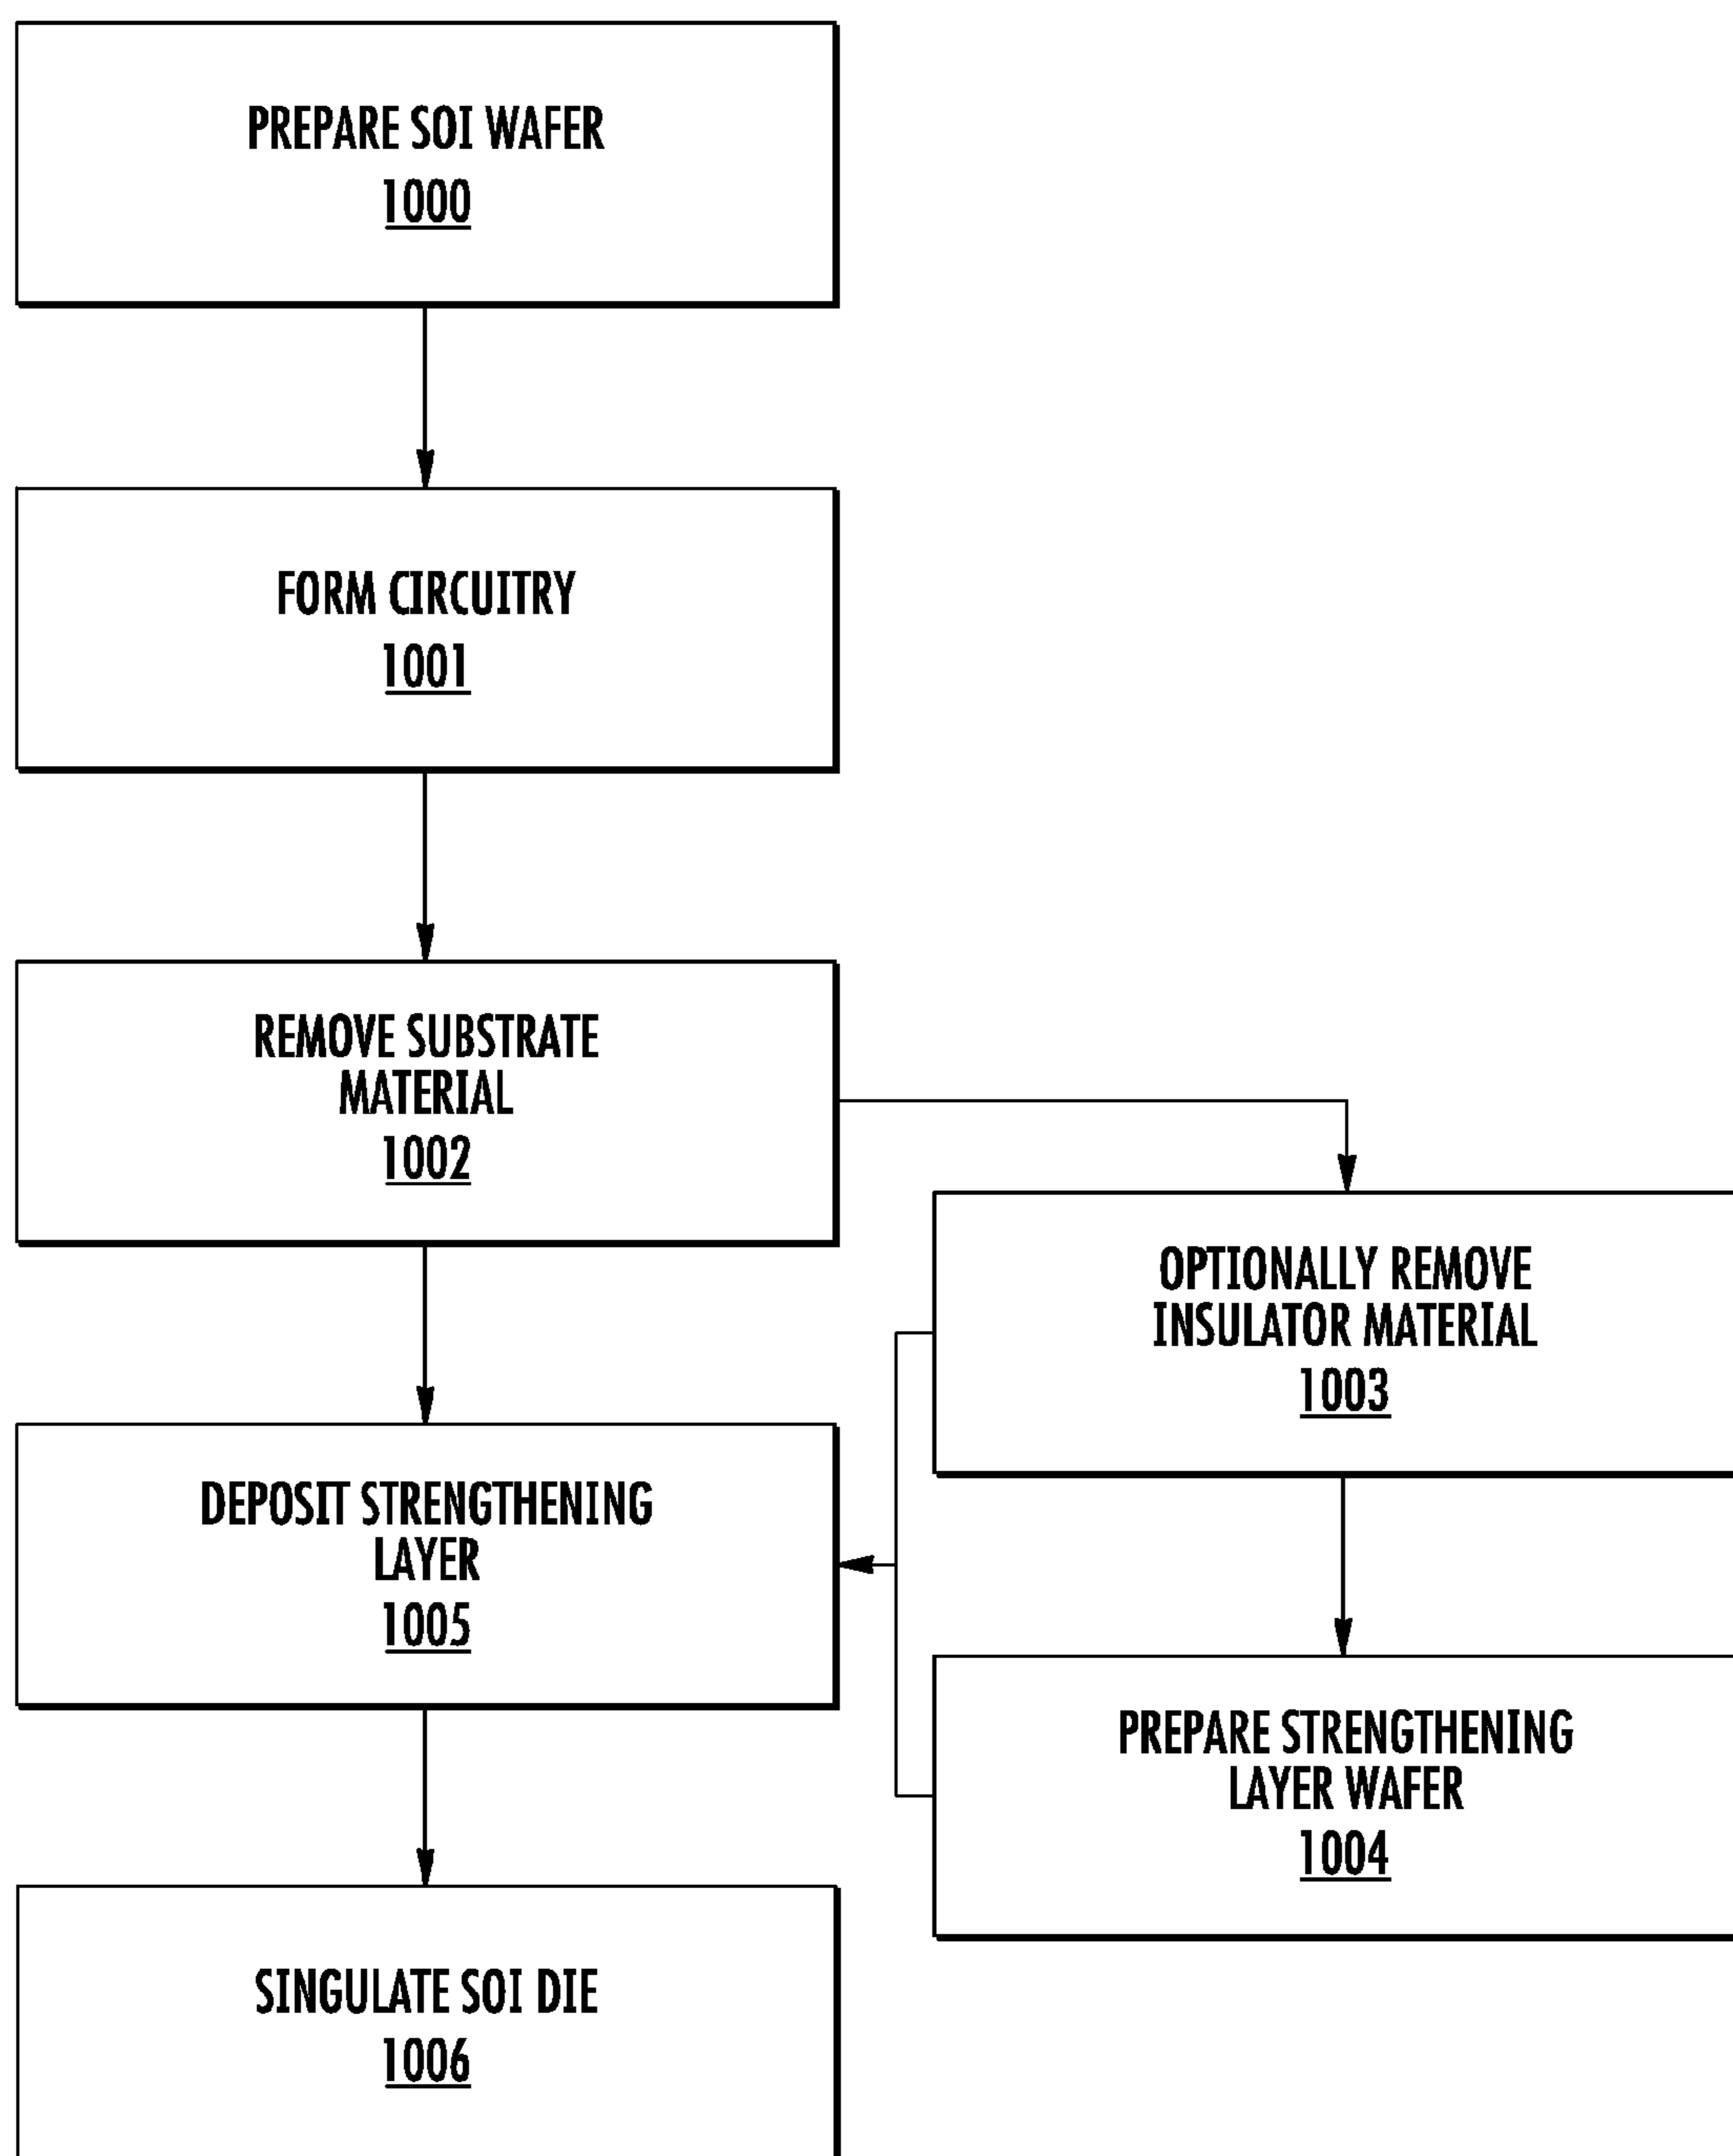 PREPARE SOI WAFER
1000
FORM CIRCUITRY
1001
REMOVE SUBSTRATE
MATERIAL
1002
OPTIONALLY REMOVE
INSULATOR MATERIAL
1003
DEPOSIT STRENGTHENING
LAYER
1005
PREPARE STRENGTHENING
LAYER WAFER
1004
SINGULATE SOI DIE
1006